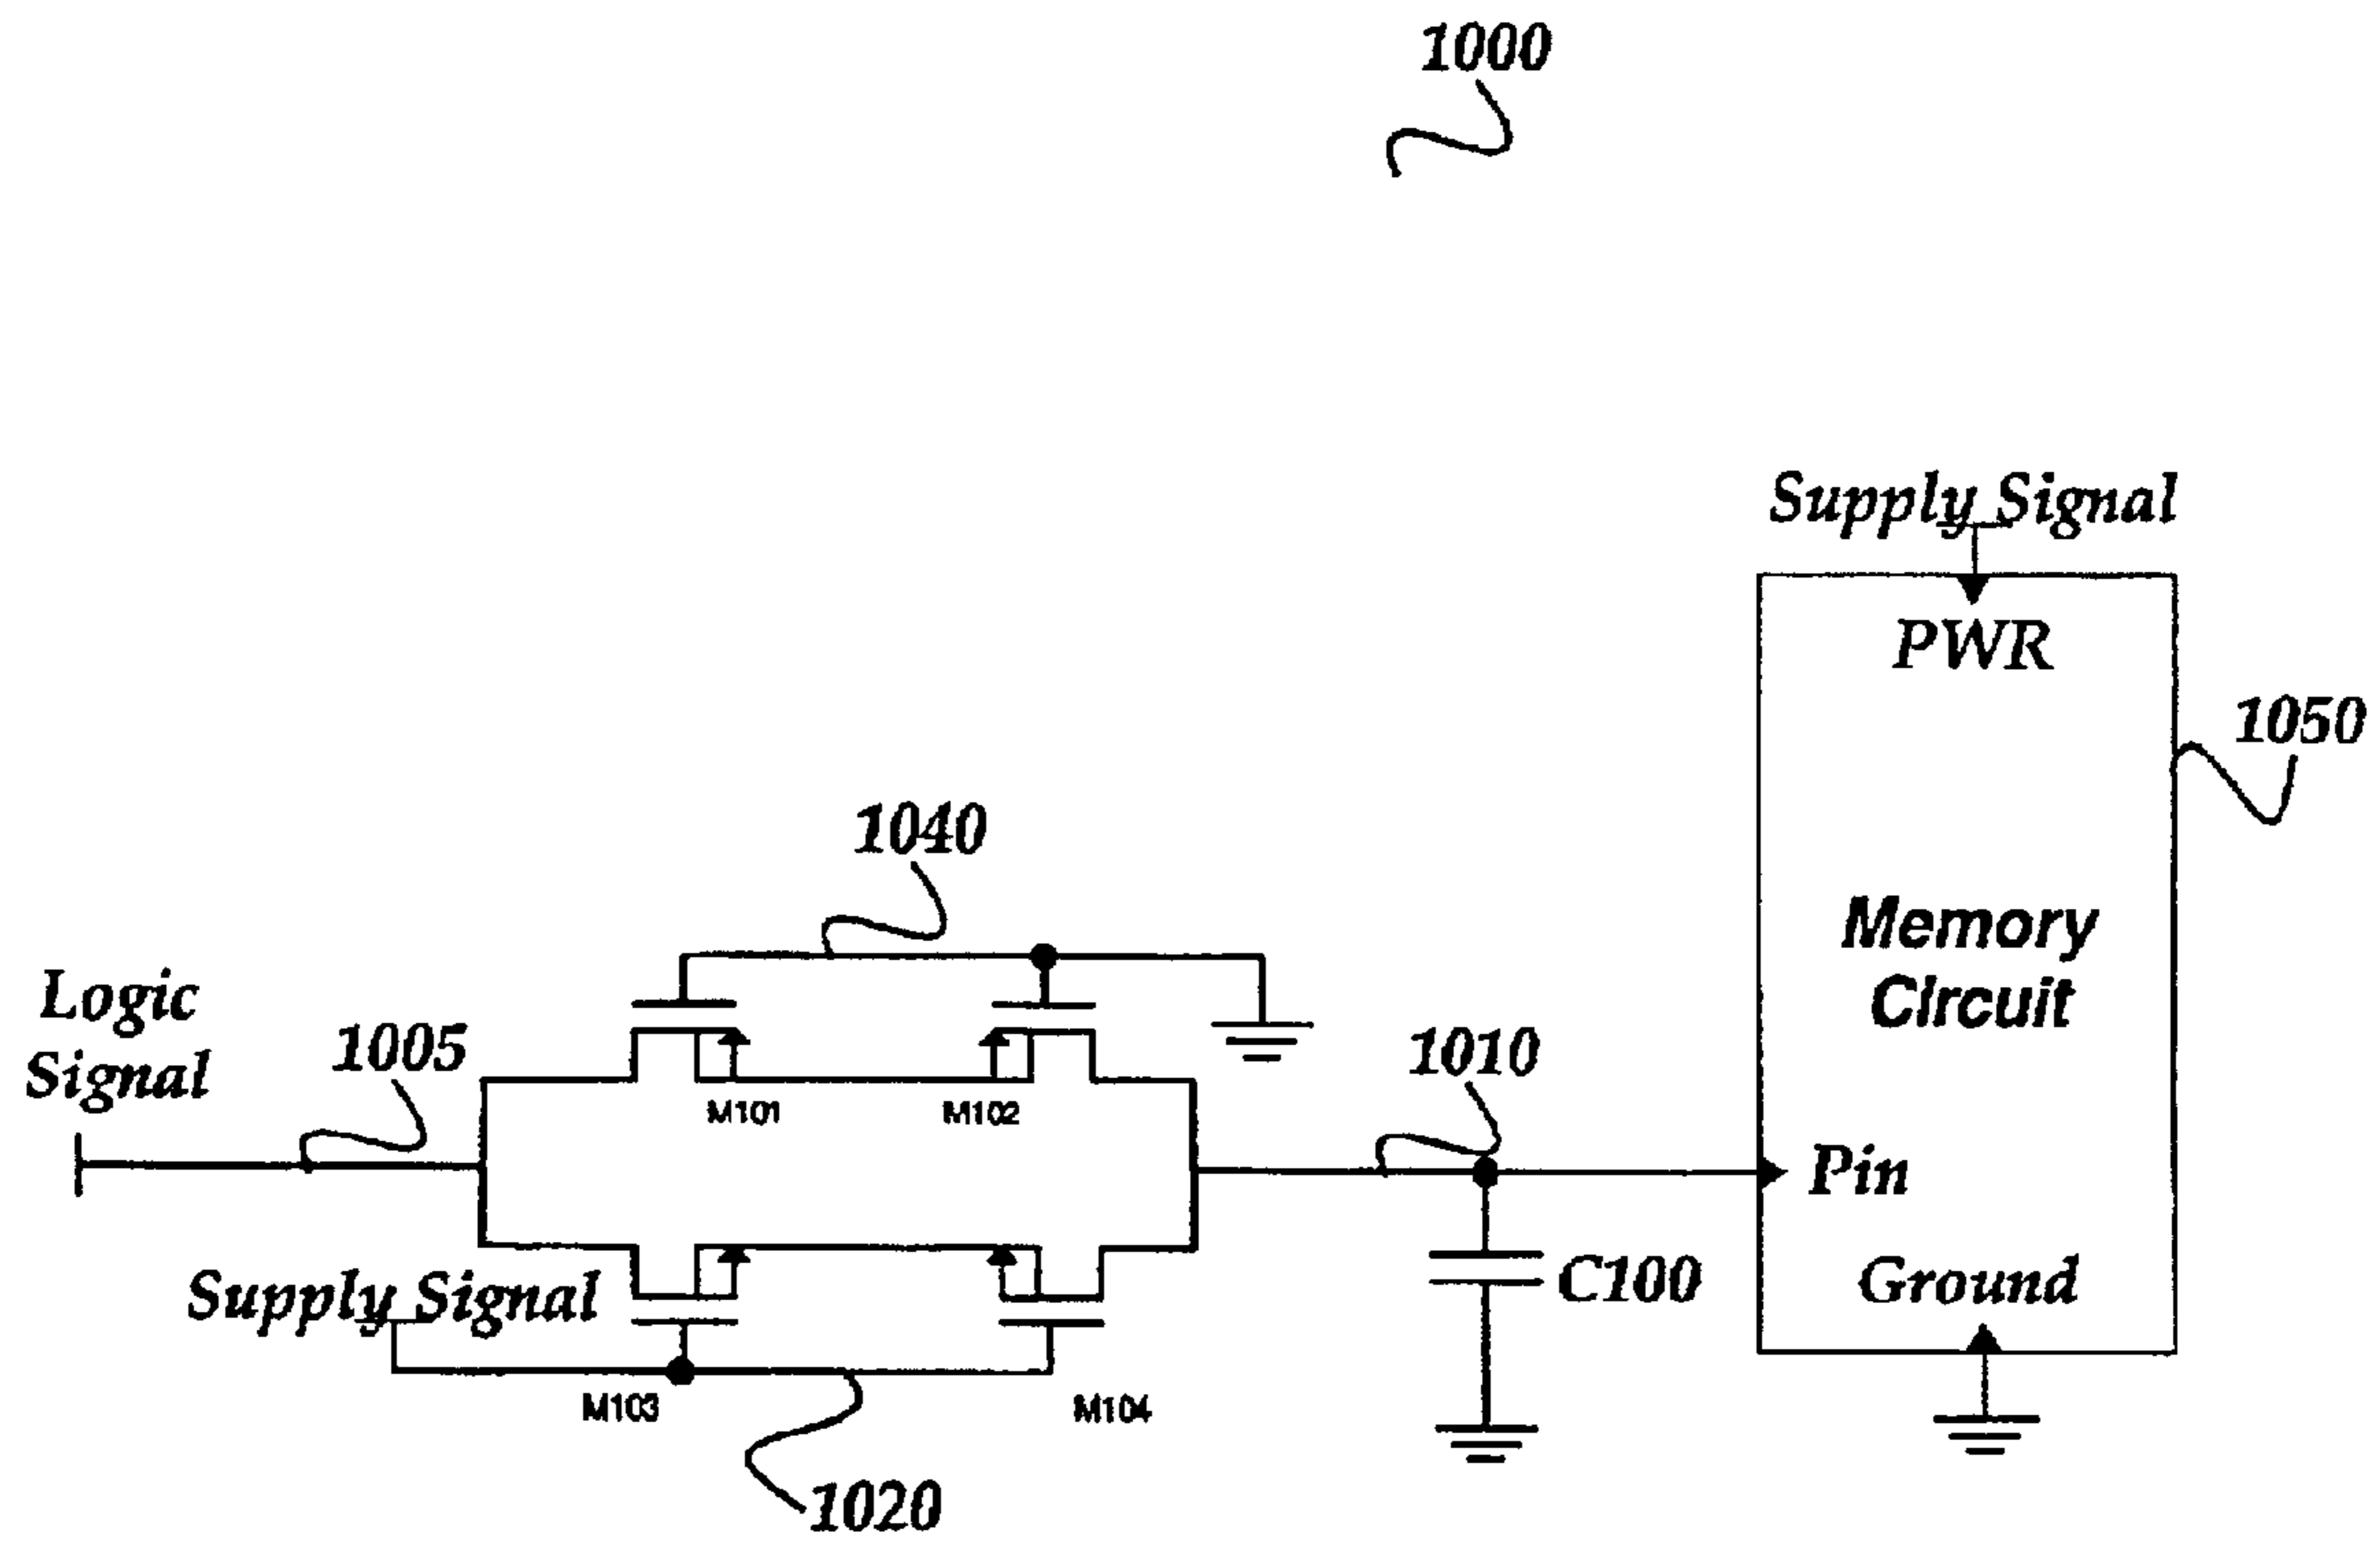 1000
Supply Signal
PWR
1050
1040
Memory
Circuit
Logic
Signal
1005
1010
M101
M102
Pin
C100
Ground
Supply Signal
M103
M104
1020